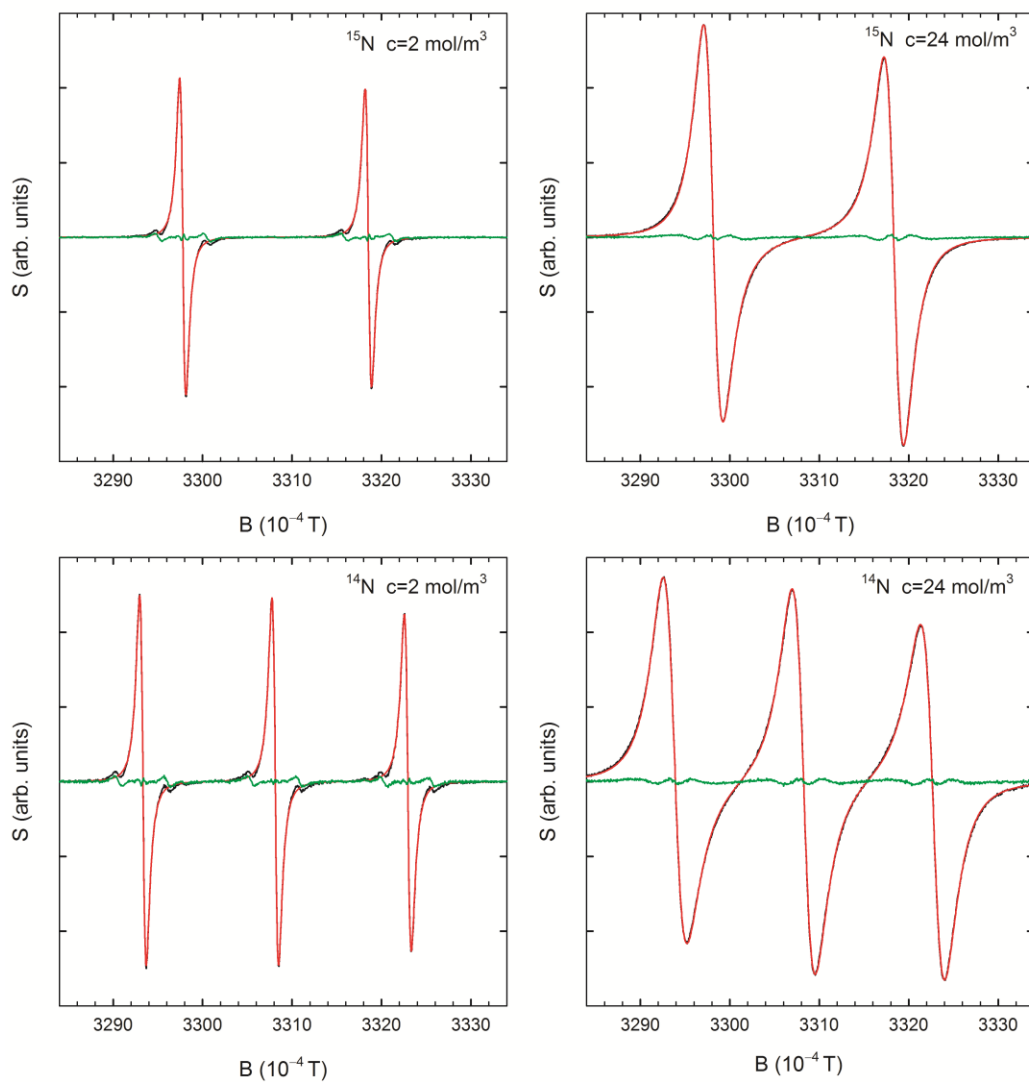 ¹⁵N c=2 mol/m³
S (arb. units)
3290 3300 3310 3320 3330
B (10⁻⁴ T)
¹⁵N c=24 mol/m³
S (arb. units)
3290 3300 3310 3320 3330
B (10⁻⁴ T)
¹⁴N c=2 mol/m³
S (arb. units)
3290 3300 3310 3320 3330
B (10⁻⁴ T)
¹⁴N c=24 mol/m³
S (arb. units)
3290 3300 3310 3320 3330
B (10⁻⁴ T)